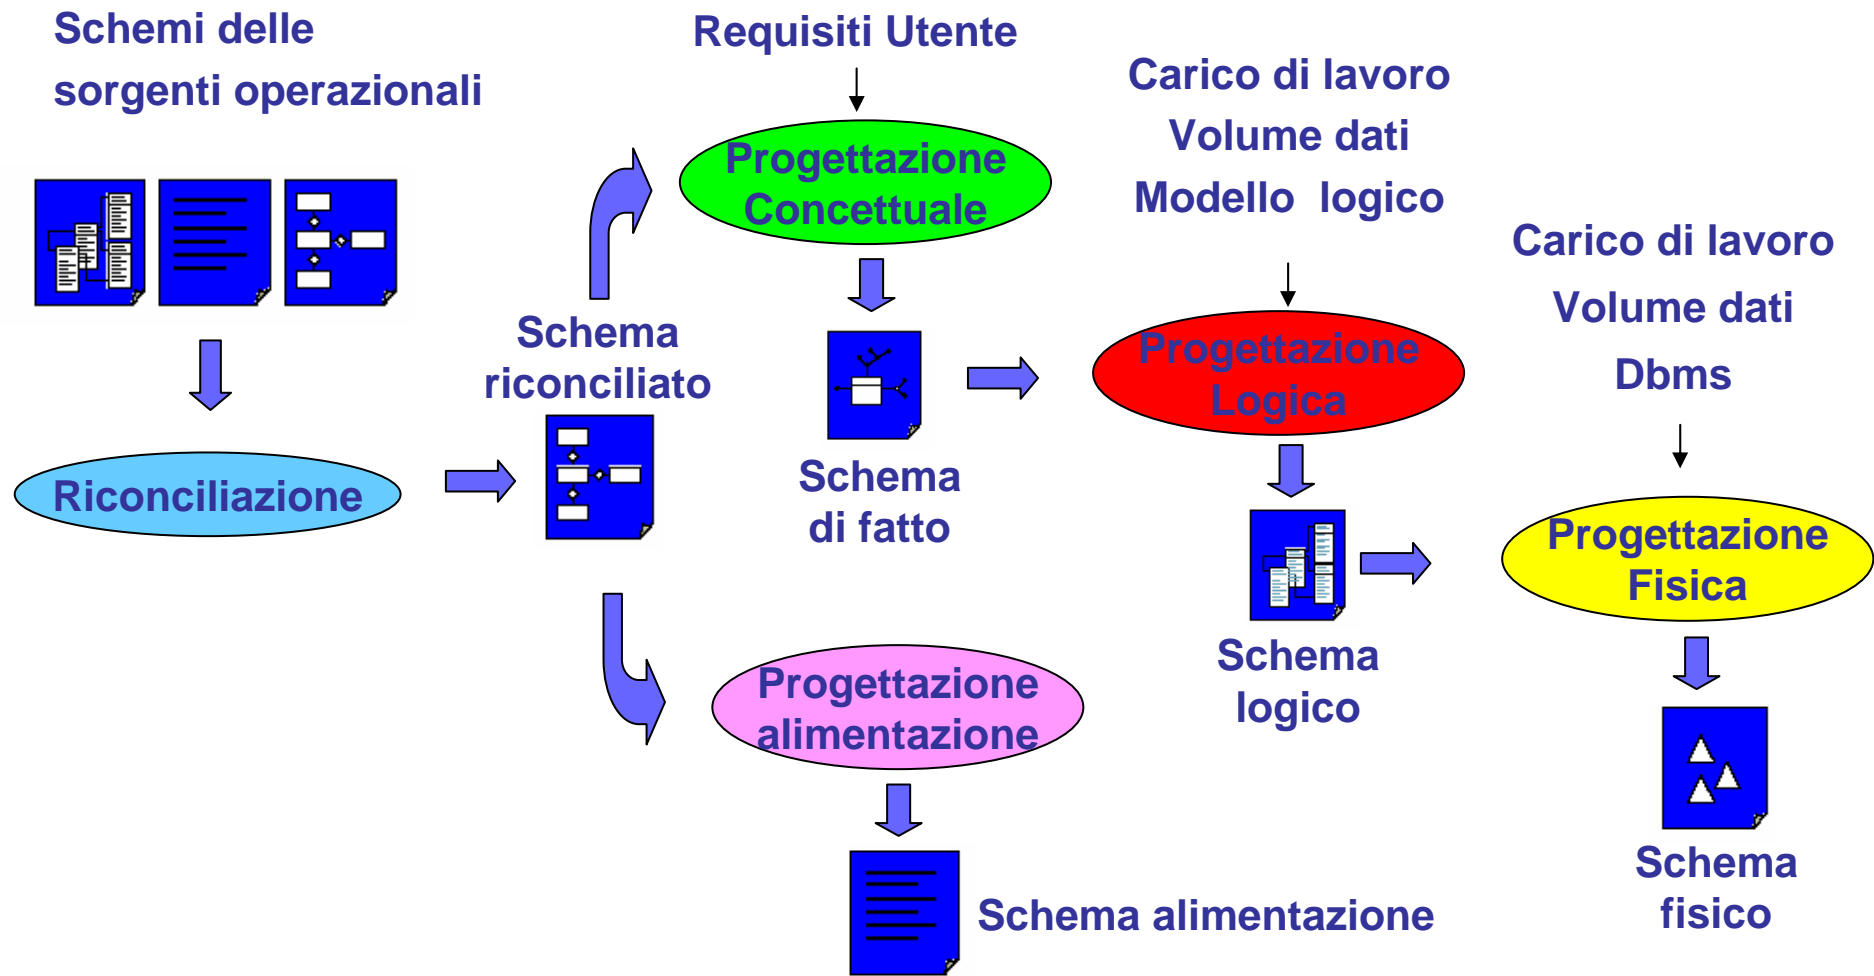 Schemi delle
sorgenti operazionali
Requisiti Utente
Carico di lavoro
Volume dati
Modello logico
Progettazione
Concettuale
Carico di lavoro
Volume dati
Dbms
Schema
riconciliato
Progettazione
Logica
Riconciliazione
Schema
di fatto
Progettazione
Fisica
Progettazione
alimentazione
Schema
logico
Schema alimentazione
Schema
fisico